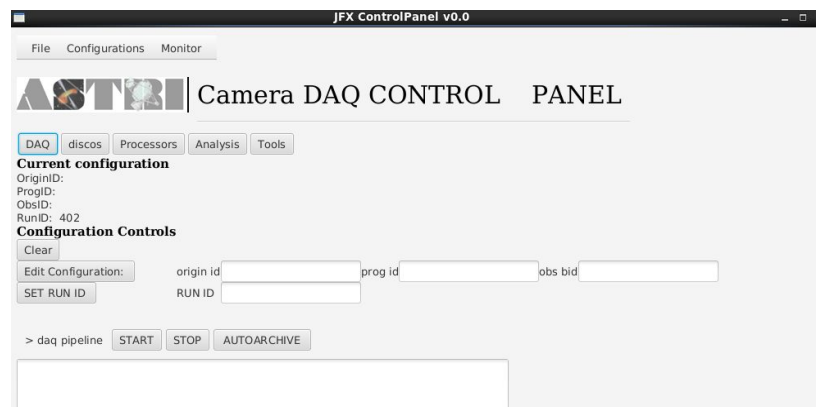 JFX ControlPanel v0.0
File Configurations Monitor
ASTRI Camera DAQ CONTROL PANEL
DAQ discos Processors Analysis Tools
Current configuration
OriginID:
ProgID:
ObsID:
RunID: 402
Configuration Controls
Clear
Edit Configuration: origin id prog id obs bid
SET RUN ID RUN ID
> daq pipeline START STOP AUTOARCHIVE